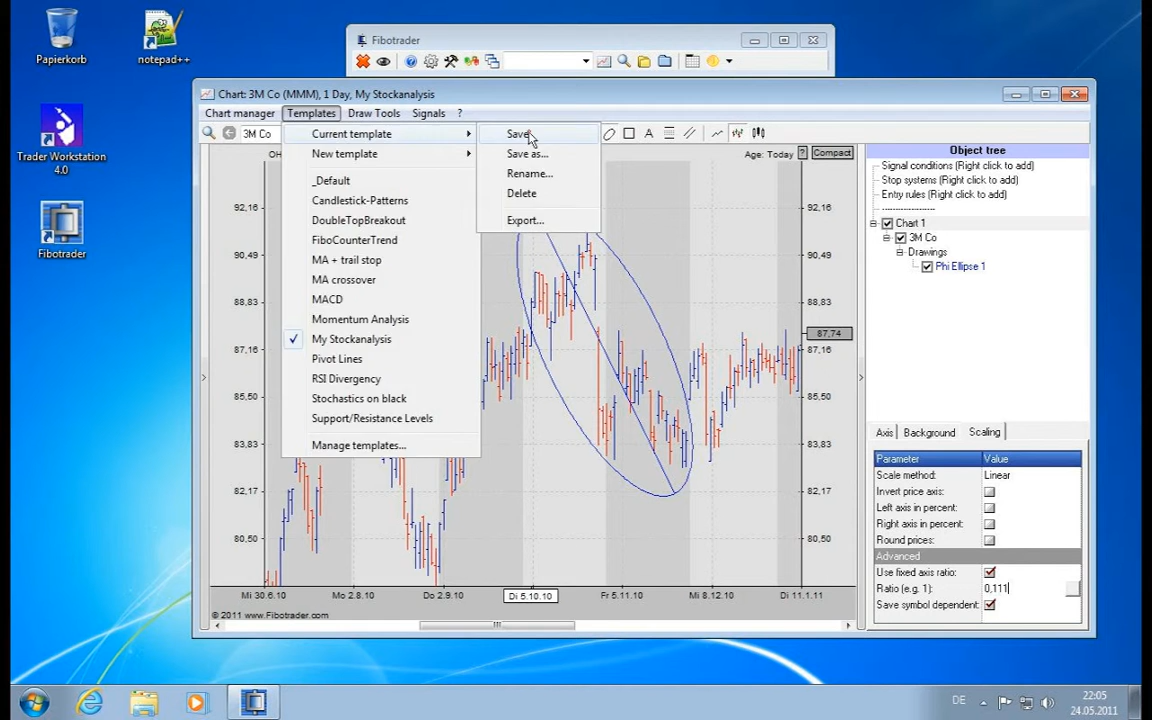 Papierkorb
notepad++
Trader Workstation
4.0
Fibotrader
Fibotrader
Chart: 3M Co (MMM), 1 Day, My Stockanalysis
Chart manager Templates Draw Tools Signals ?
3M Co
Current template
New template
_Default
Candlestick-Patterns
DoubleTopBreakout
FiboCounterTrend
MA + trail stop
MA crossover
MACD
Momentum Analysis
My Stockanalysis
Pivot Lines
RSI Divergency
Stochastics on black
Support/Resistance Levels
Manage templates...
Save
Save as...
Rename...
Delete
Export...
OH
Age: Today ? Compact
92,16 92,16
90,49 90,49
88,83 88,83
87,74
87,16 87,16
85,50 85,50
83,83 83,83
82,17 82,17
80,50 80,50
Mi 30.6.10 Mo 2.8.10 Do 2.9.10 Di 5.10.10 Fr 5.11.10 Mi 8.12.10 Di 11.1.11
© 2011 www.Fibotrader.com
Object tree
Signal conditions (Right click to add)
Stop systems (Right click to add)
Entry rules (Right click to add)
--------------------
Chart 1
3M Co
Drawings
Phi Ellipse 1
Axis Background Scaling
Parameter Value
Scale method: Linear
Invert price axis:
Left axis in percent:
Right axis in percent:
Round prices:
Advanced
Use fixed axis ratio:
Ratio (e.g. 1): 0,111
Save symbol dependent:
DE
22:05
24.05.2011